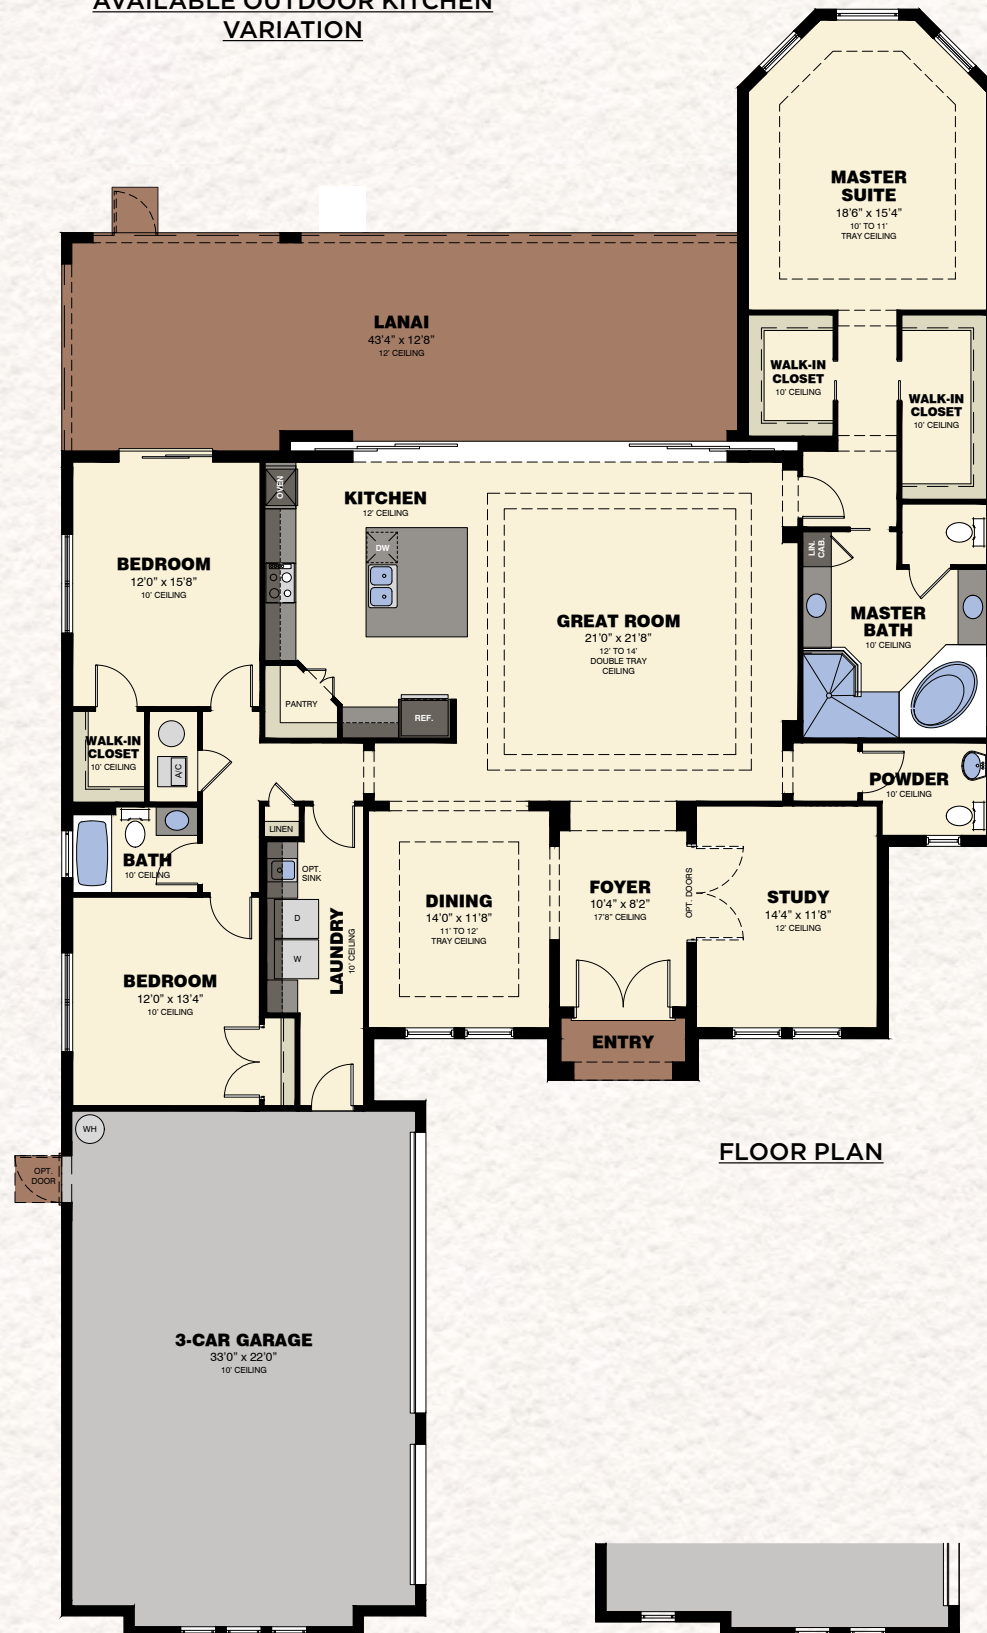 AVAILABLE OUTDOOR KITCHEN
VARIATION
MASTER
SUITE
18'6" x 15'4"
10' TO 11'
TRAY CEILING
LANAI
43'4" x 12'8"
12' CEILING
WALK-IN
CLOSET
10' CEILING
WALK-IN
CLOSET
10' CEILING
OVEN
KITCHEN
12' CEILING
DW
BEDROOM
12'0" x 15'8"
10' CEILING
GREAT ROOM
21'0" x 21'8"
12' TO 14'
DOUBLE TRAY
CEILING
LIN.
CAB.
MASTER
BATH
10' CEILING
PANTRY
REF.
WALK-IN
CLOSET
10' CEILING
A/C
POWDER
10' CEILING
LINEN
BATH
10' CEILING
OPT.
SINK
D
W
LAUNDRY
10' CEILING
DINING
14'0" x 11'8"
11' TO 12'
TRAY CEILING
FOYER
10'4" x 8'2"
17'8" CEILING
OPT. DOORS
STUDY
14'4" x 11'8"
12' CEILING
BEDROOM
12'0" x 13'4"
10' CEILING
ENTRY
WH
OPT.
DOOR
FLOOR PLAN
3-CAR GARAGE
33'0" x 22'0"
10' CEILING